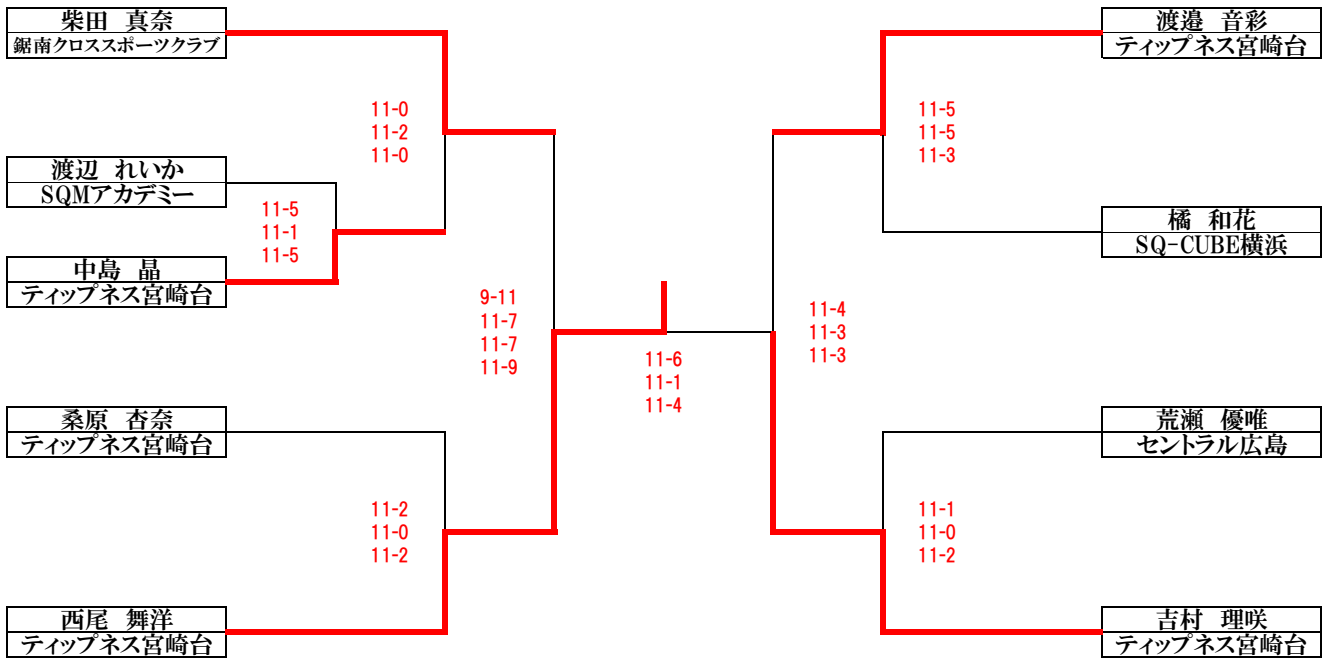 柴田 真奈
鋸南クロススポーツクラブ
渡辺 れいか
SQMアカデミー
中島 晶
ティップネス宮崎台
桑原 杏奈
ティップネス宮崎台
西尾 舞洋
ティップネス宮崎台
11-0
11-2
11-0
11-5
11-1
11-5
11-2
11-0
11-2
9-11
11-7
11-7
11-9
11-6
11-1
11-4
11-4
11-3
11-3
11-5
11-5
11-3
11-1
11-0
11-2
渡邉 音彩
ティップネス宮崎台
橘 和花
SQ-CUBE横浜
荒瀬 優唯
セントラル広島
吉村 理咲
ティップネス宮崎台